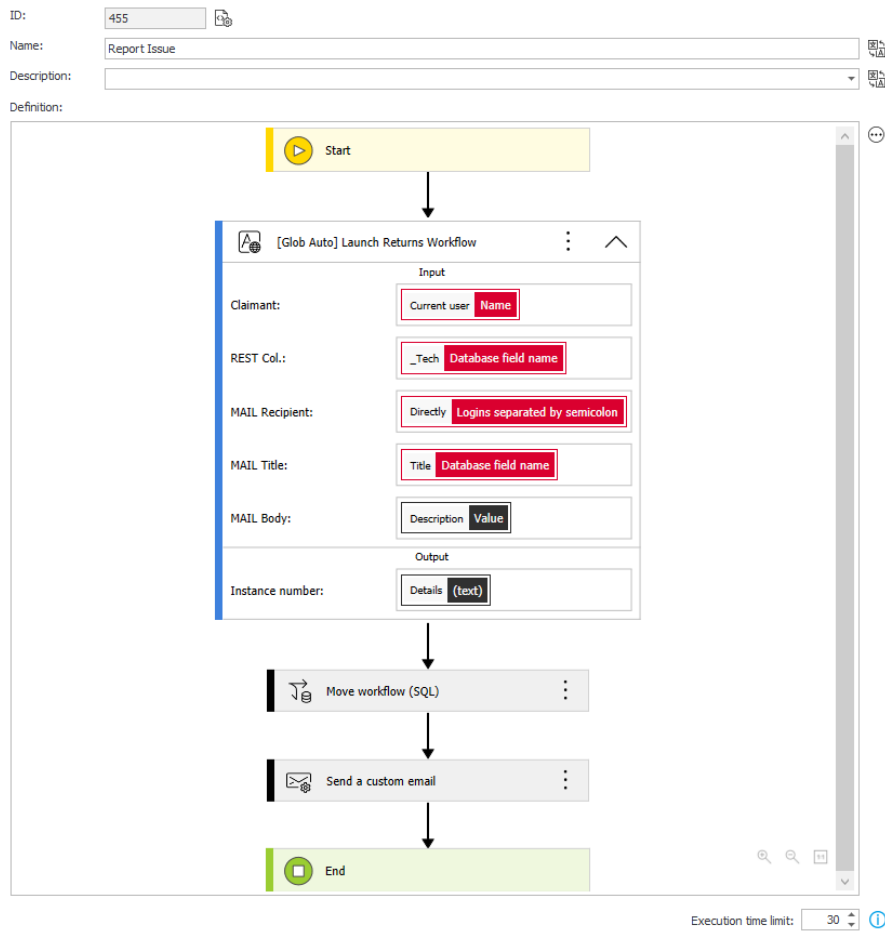 ID: 455
Name: Report Issue
Description:
Definition:
Start
[Glob Auto] Launch Returns Workflow
Input
Claimant: Current user Name
REST Col.: _Tech Database field name
MAIL Recipient: Directly Logins separated by semicolon
MAIL Title: Title Database field name
MAIL Body: Description Value
Output
Instance number: Details (text)
Move workflow (SQL)
Send a custom email
End
Execution time limit: 30